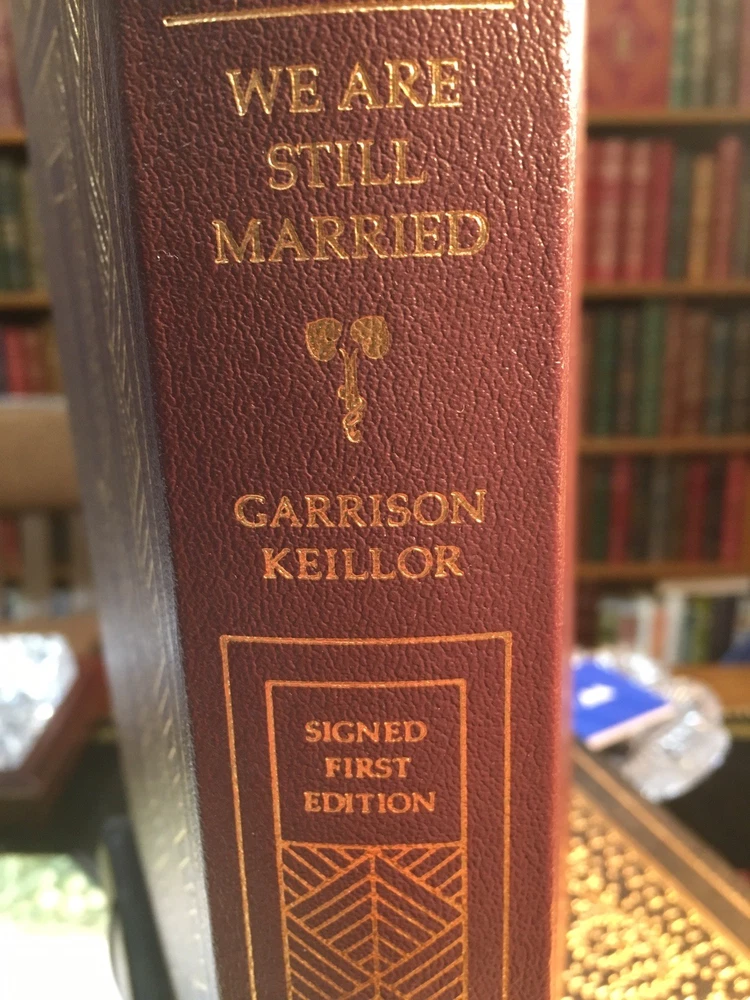 WE ARE
STILL
MARRIED
GARRISON
KEILLOR
SIGNED
FIRST
EDITION